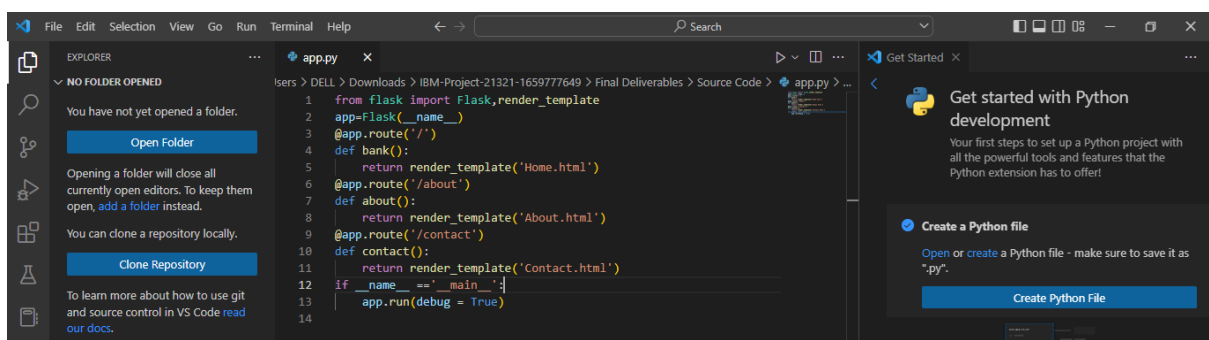 File Edit Selection View Go Run Terminal Help
Search
EXPLORER
NO FOLDER OPENED
You have not yet opened a folder.
Open Folder
Opening a folder will close all
currently open editors. To keep them
open, add a folder instead.
You can clone a repository locally.
Clone Repository
To learn more about how to use git
and source control in VS Code read
our docs.
app.py
sers > DELL > Downloads > IBM-Project-21321-1659777649 > Final Deliverables > Source Code > app.py > ...
1 from flask import Flask,render_template
2 app=Flask(__name__)
3 @app.route('/')
4 def bank():
5     return render_template('Home.html')
6 @app.route('/about')
7 def about():
8     return render_template('About.html')
9 @app.route('/contact')
10 def contact():
11     return render_template('Contact.html')
12 if __name__ =='__main__':
13     app.run(debug = True)
14
Get Started
Get started with Python
development
Your first steps to set up a Python project with
all the powerful tools and features that the
Python extension has to offer!
Create a Python file
Open or create a Python file - make sure to save it as
".py".
Create Python File